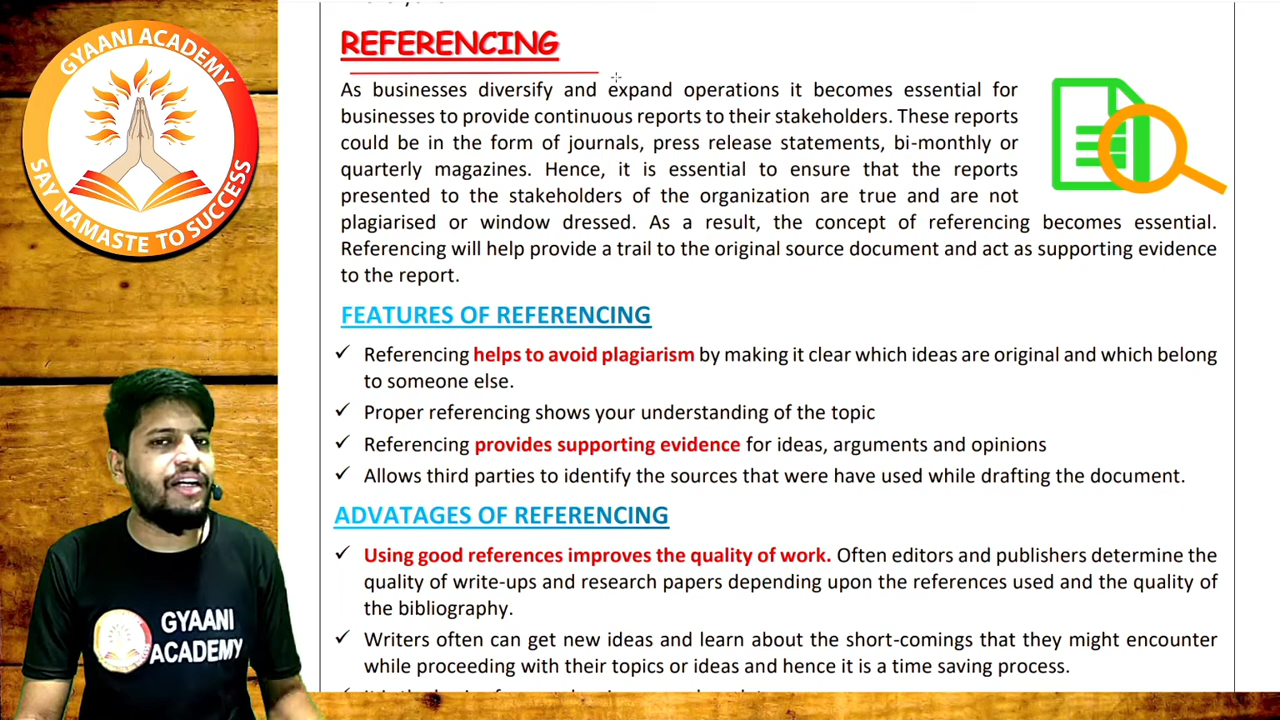 GYAANI ACADEMY
SAY NAMASTE TO SUCCESS
REFERENCING
As businesses diversify and expand operations it becomes essential for
businesses to provide continuous reports to their stakeholders. These reports
could be in the form of journals, press release statements, bi-monthly or
quarterly magazines. Hence, it is essential to ensure that the reports
presented to the stakeholders of the organization are true and are not
plagiarised or window dressed. As a result, the concept of referencing becomes essential.
Referencing will help provide a trail to the original source document and act as supporting evidence
to the report.
FEATURES OF REFERENCING
✓ Referencing helps to avoid plagiarism by making it clear which ideas are original and which belong
to someone else.
✓ Proper referencing shows your understanding of the topic
✓ Referencing provides supporting evidence for ideas, arguments and opinions
✓ Allows third parties to identify the sources that were have used while drafting the document.
ADVATAGES OF REFERENCING
✓ Using good references improves the quality of work. Often editors and publishers determine the
quality of write-ups and research papers depending upon the references used and the quality of
the bibliography.
✓ Writers often can get new ideas and learn about the short-comings that they might encounter
while proceeding with their topics or ideas and hence it is a time saving process.
GYAANI
ACADEMY